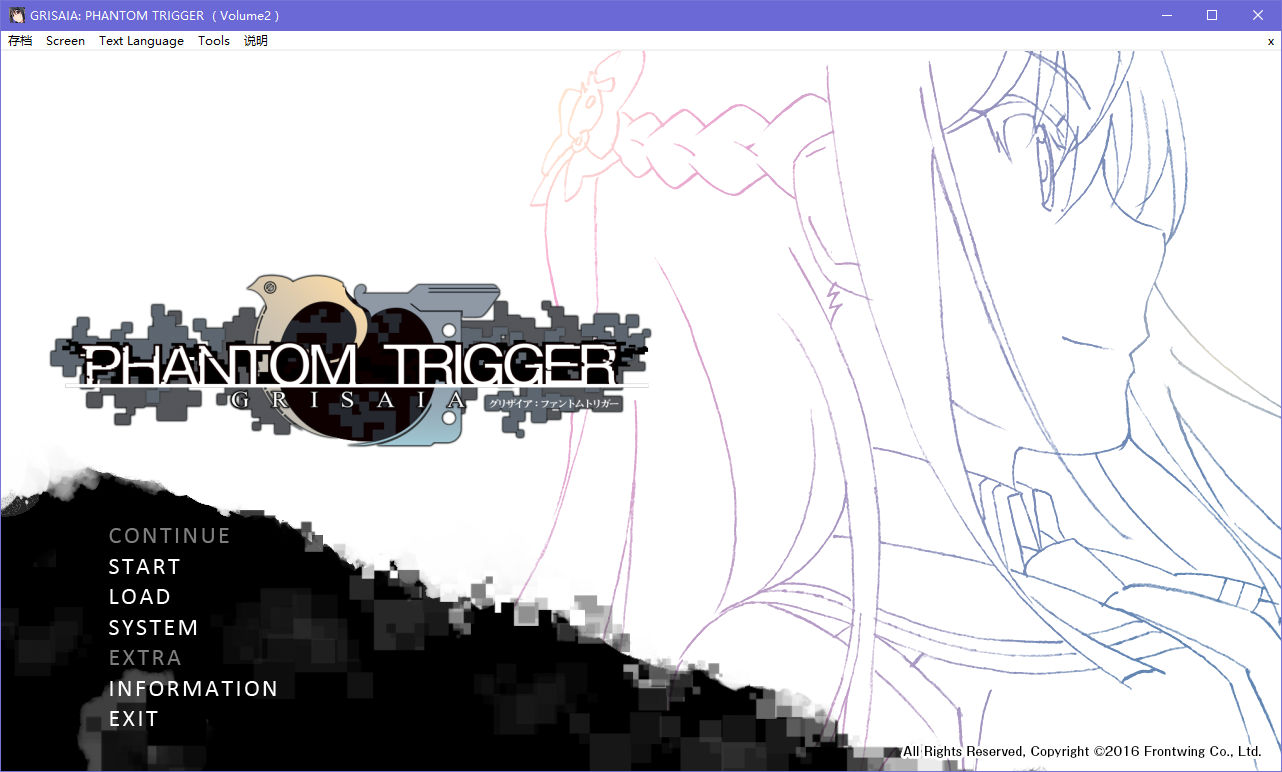 GRISAIA: PHANTOM TRIGGER （Volume2）
存档 Screen Text Language Tools 说明 x
PHANTOM TRIGGER
GRISAIA グリザイア：ファントムトリガー
CONTINUE
START
LOAD
SYSTEM
EXTRA
INFORMATION
EXIT
All Rights Reserved, Copyright ©2016 Frontwing Co., Ltd.